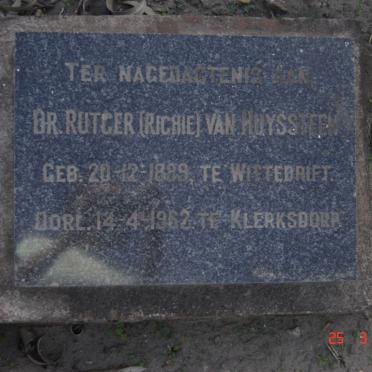 TER NAGEDAGTENIS AAN
DR. RUTGER (RICHIE) VAN HUYSSTEEN
GEB. 20-12-1889. TE WITTEDRIFT.
OORL. 14-4-1962. TE KLERKSDORP.
25 9